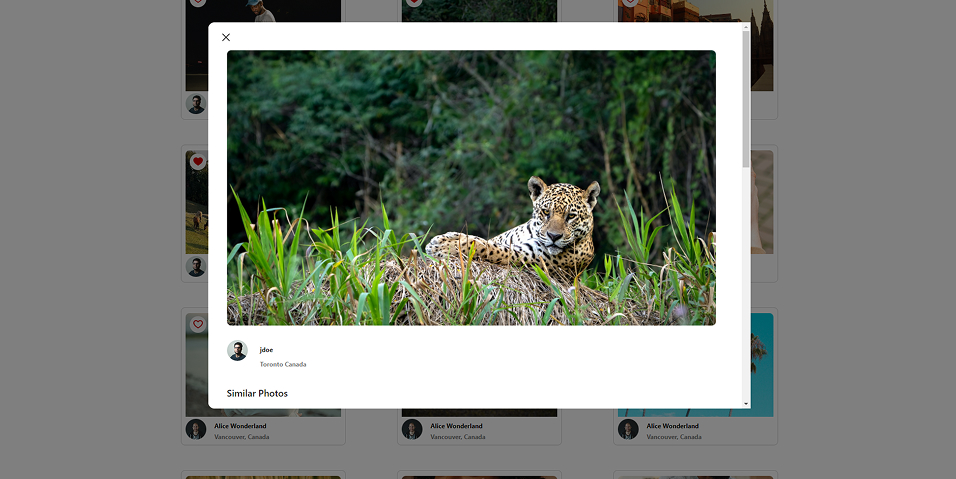 jdoe
Toronto Canada
Similar Photos
Alice Wonderland
Vancouver, Canada
Alice Wonderland
Vancouver, Canada
Alice Wonderland
Vancouver, Canada